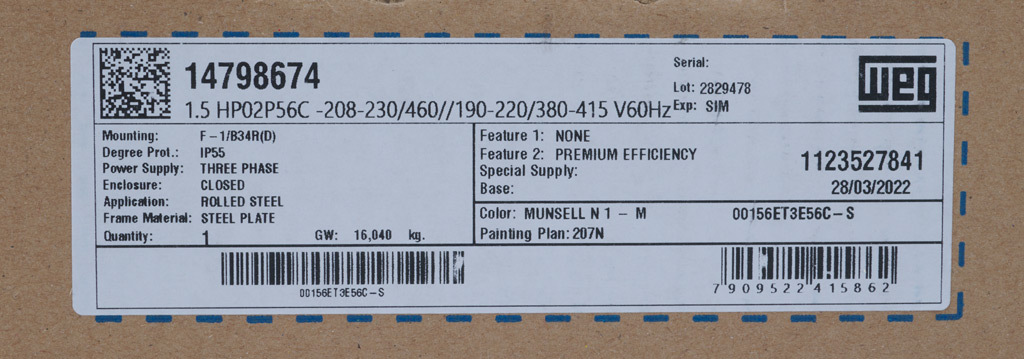 14798674
1.5 HP02P56C -208-230/460//190-220/380-415 V60Hz
Serial:
Lot: 2829478
Exp: SIM
WEG
Mounting: F - 1/B34R(D)
Degree Prot.: IP55
Power Supply: THREE PHASE
Enclosure: CLOSED
Application: ROLLED STEEL
Frame Material: STEEL PLATE
Quantity: 1 GW: 16,040 kg.
Feature 1: NONE
Feature 2: PREMIUM EFFICIENCY
Special Supply:
Base:
1123527841
28/03/2022
Color: MUNSELL N 1 - M 00156ET3E56C-S
Painting Plan: 207N
00156ET3E56C-S
7909522415862